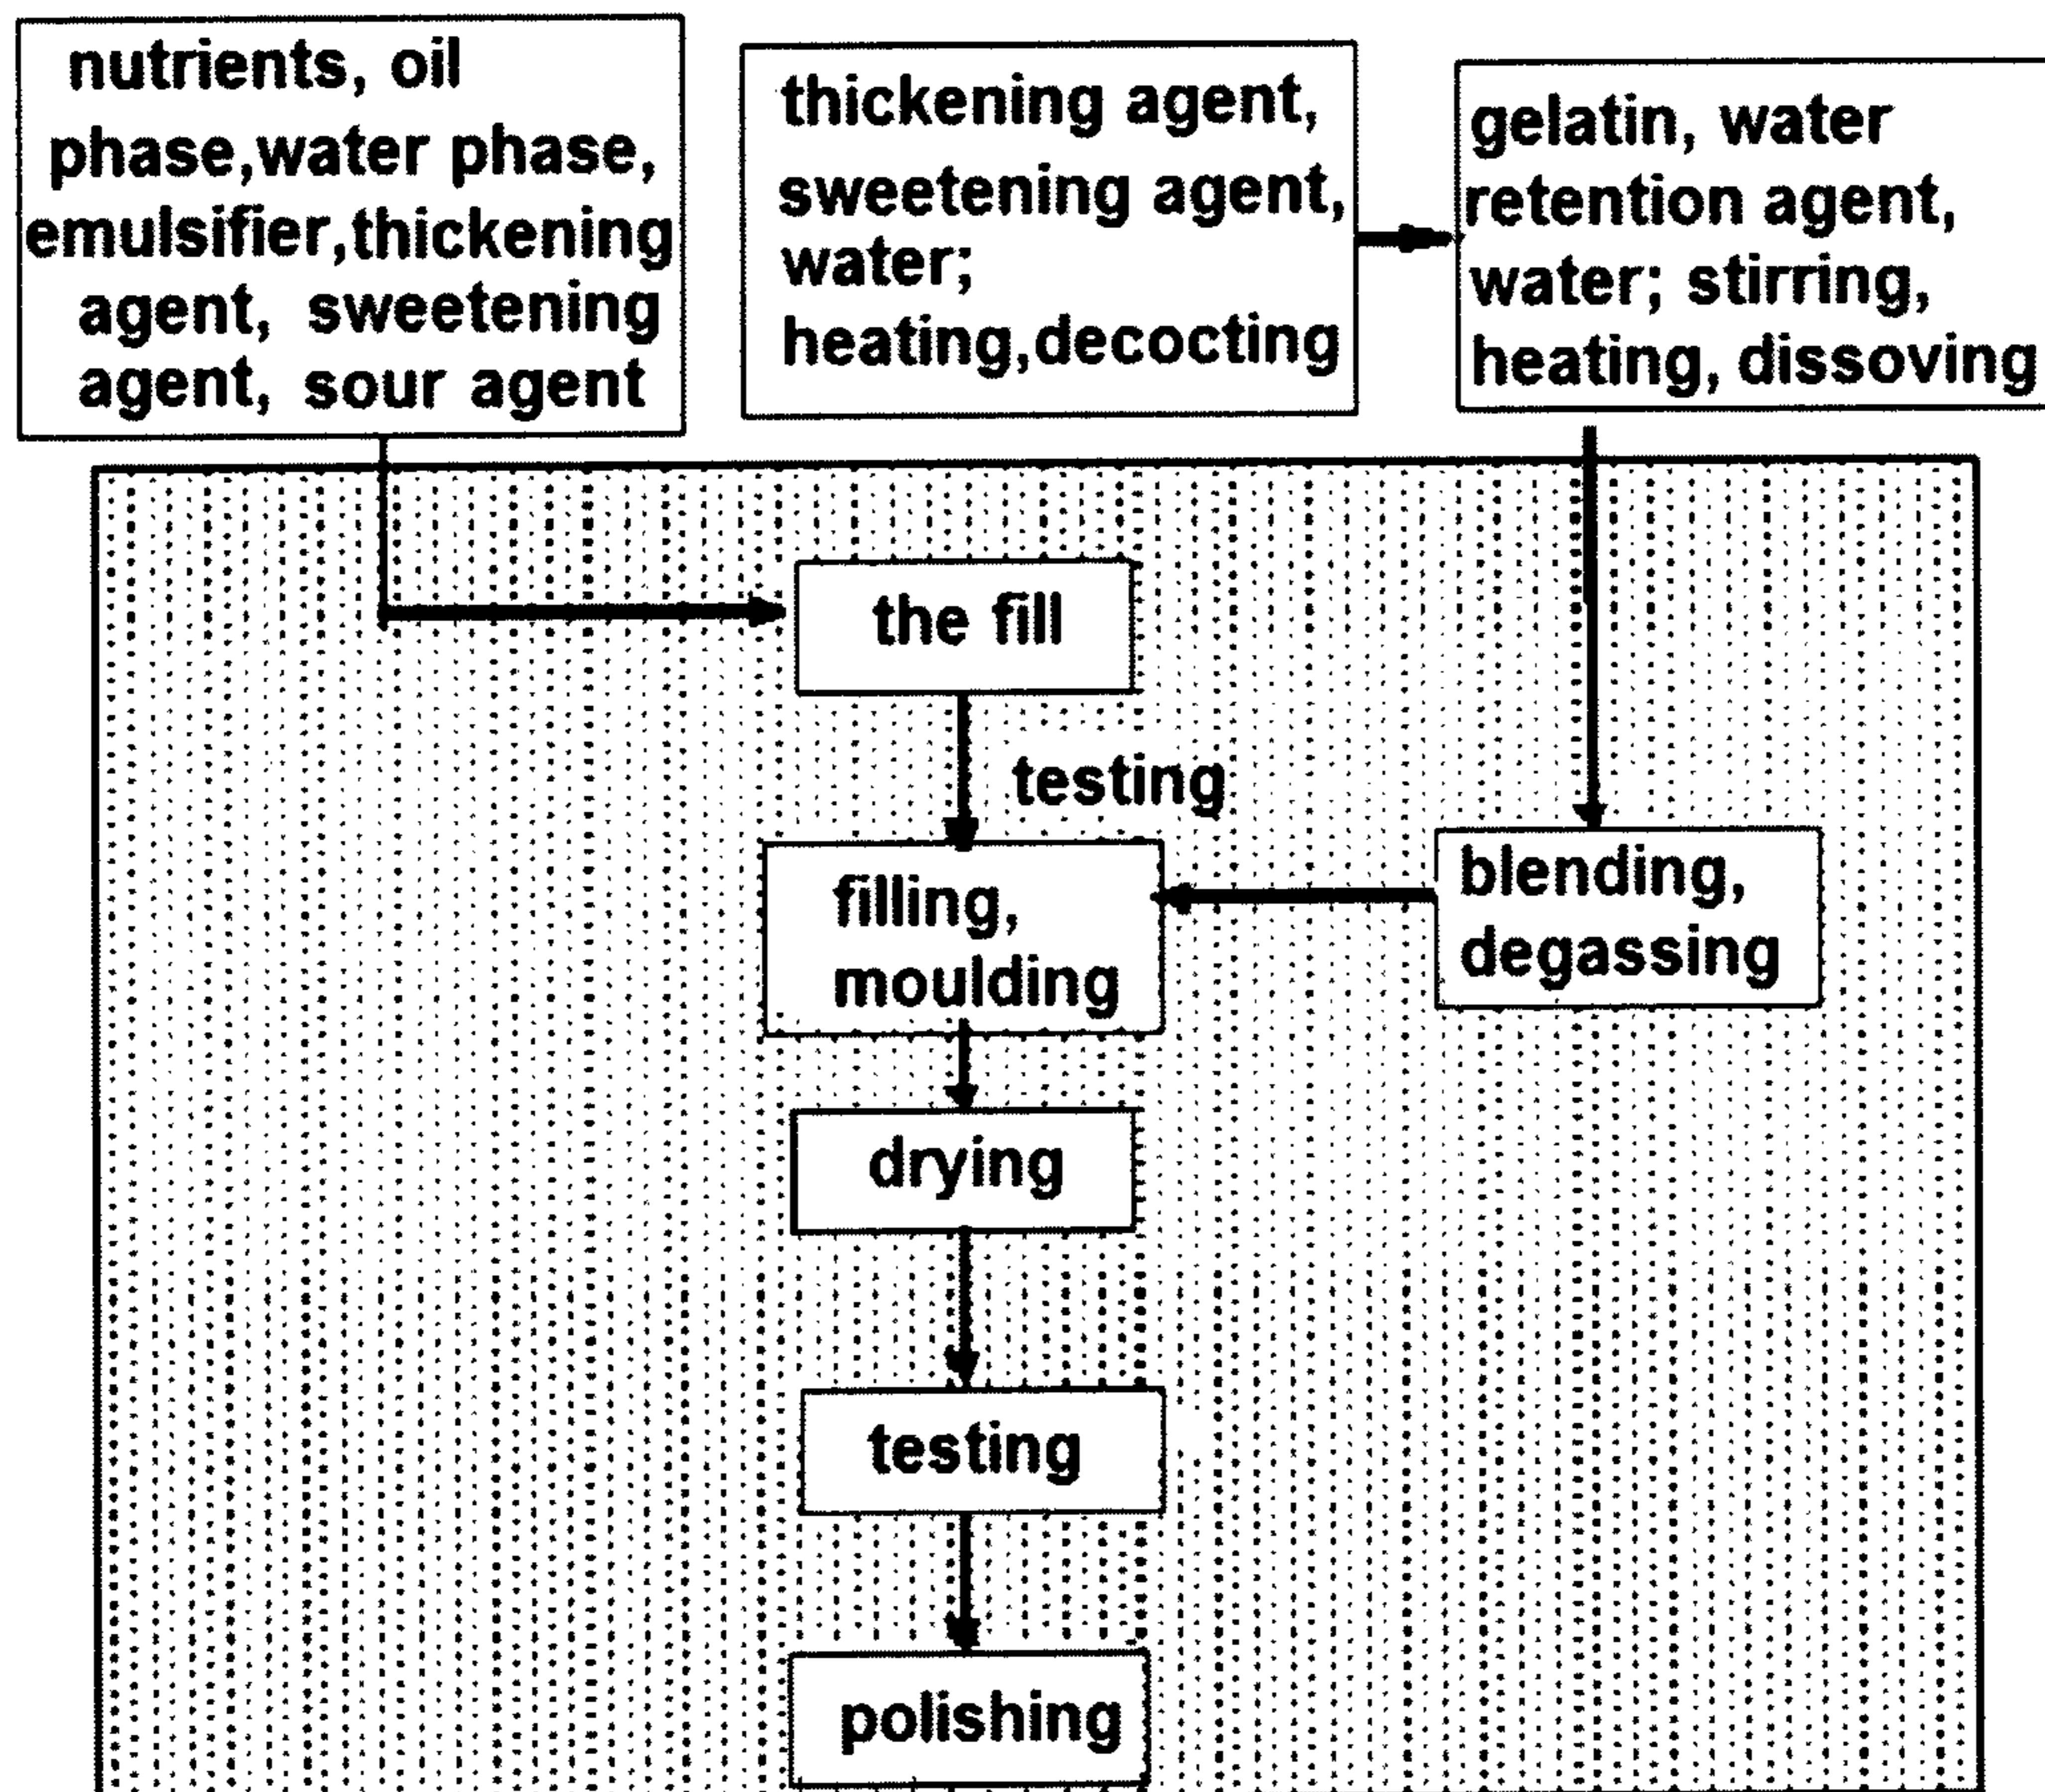 nutrients, oil
phase,water phase,
emulsifier,thickening
agent, sweetening
agent, sour agent
thickening agent,
sweetening agent,
water;
heating,decocting
gelatin, water
retention agent,
water; stirring,
heating, dissoving
the fill
testing
filling,
moulding
blending,
degassing
drying
testing
polishing